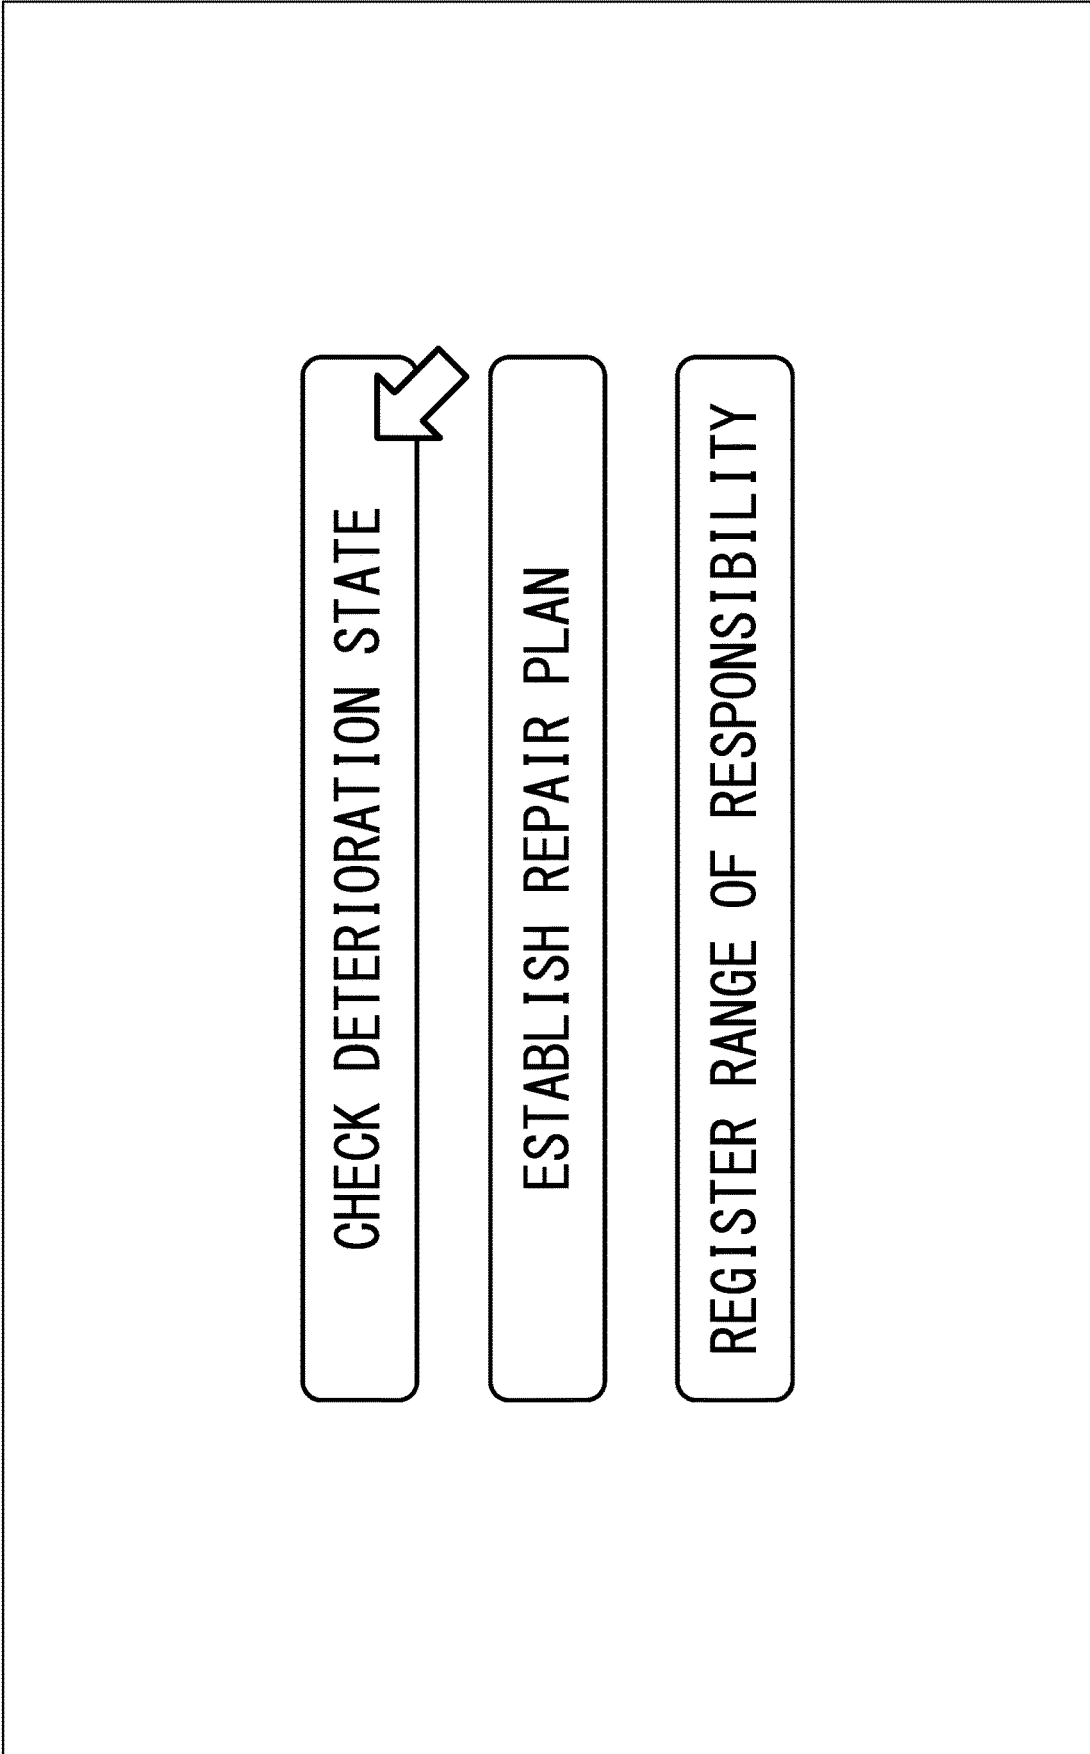 CHECK DETERIORATION STATE
ESTABLISH REPAIR PLAN
REGISTER RANGE OF RESPONSIBILITY